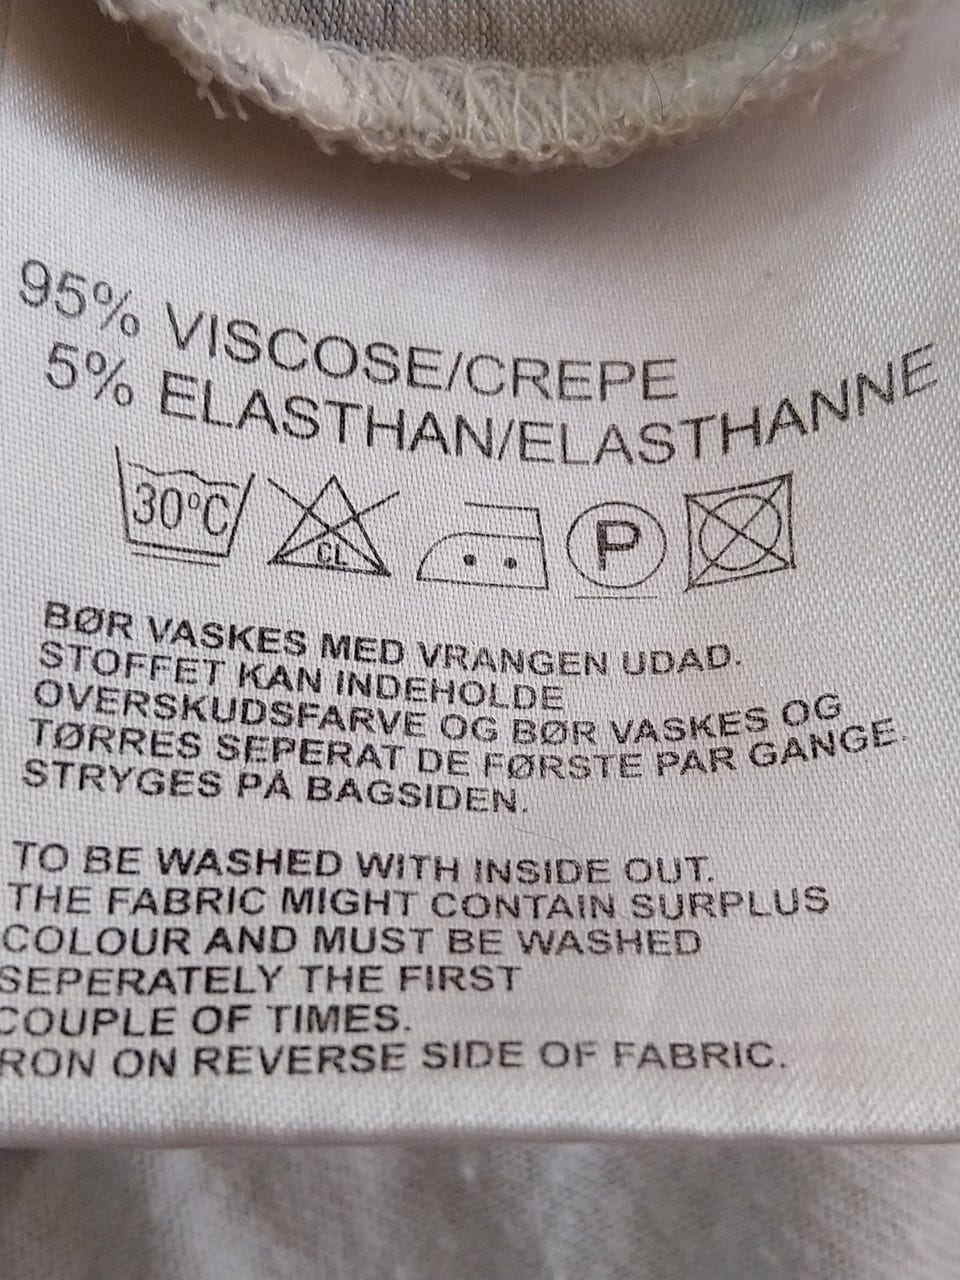 95% VISCOSE/CREPE
5% ELASTHAN/ELASTHANNE
30°C CL P
BØR VASKES MED VRANGEN UDAD.
STOFFET KAN INDEHOLDE
OVERSKUDSFARVE OG BØR VASKES OG
TØRRES SEPERAT DE FØRSTE PAR GANGE.
STRYGES PÅ BAGSIDEN.
TO BE WASHED WITH INSIDE OUT.
THE FABRIC MIGHT CONTAIN SURPLUS
COLOUR AND MUST BE WASHED
SEPERATELY THE FIRST
COUPLE OF TIMES.
RON ON REVERSE SIDE OF FABRIC.